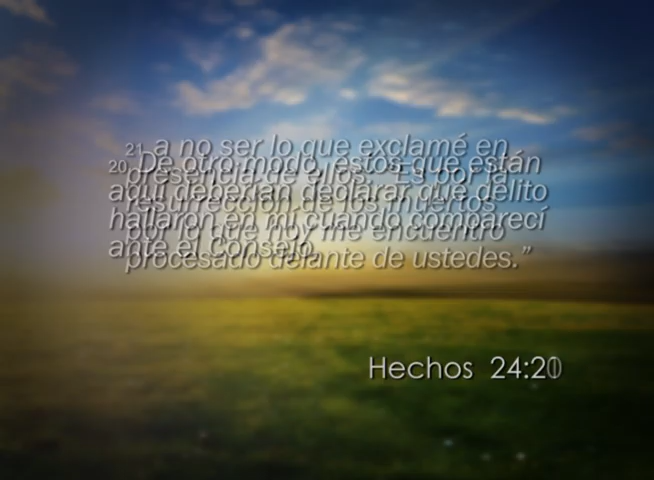 ²¹ a no ser lo que exclamé en
²⁰ De otro modo, estos que están
presencia de ellos: “Es por la
aquí deberían declarar qué delito
resurrección de los muertos
hallaron en mí cuando comparecí
por lo que hoy me encuentro
ante el Consejo,
procesado delante de ustedes.”
Hechos 24:20